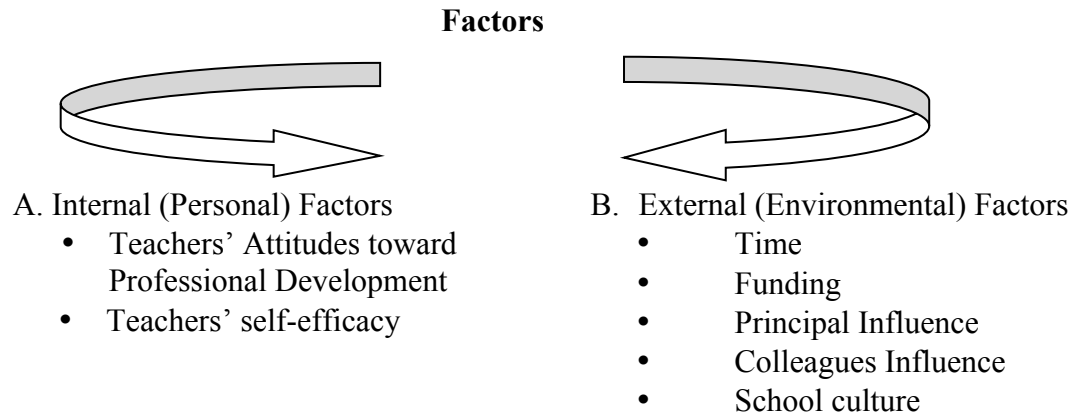 Factors
A. Internal (Personal) Factors
• Teachers’ Attitudes toward
Professional Development
• Teachers’ self-efficacy
B. External (Environmental) Factors
• Time
• Funding
• Principal Influence
• Colleagues Influence
• School culture